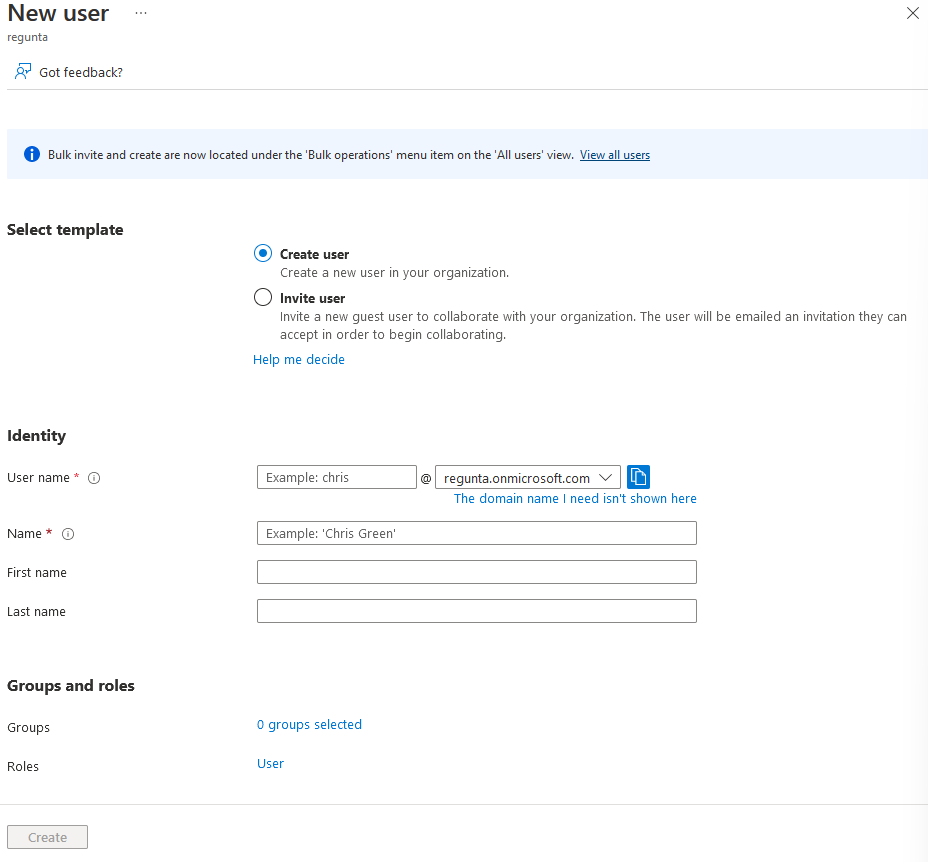 New user ...
regunta
Got feedback?
Bulk invite and create are now located under the 'Bulk operations' menu item on the 'All users' view. View all users
Select template
Create user
Create a new user in your organization.
Invite user
Invite a new guest user to collaborate with your organization. The user will be emailed an invitation they can
accept in order to begin collaborating.
Help me decide
Identity
User name * Example: chris @ regunta.onmicrosoft.com
The domain name I need isn't shown here
Name * Example: 'Chris Green'
First name
Last name
Groups and roles
Groups 0 groups selected
Roles User
Create